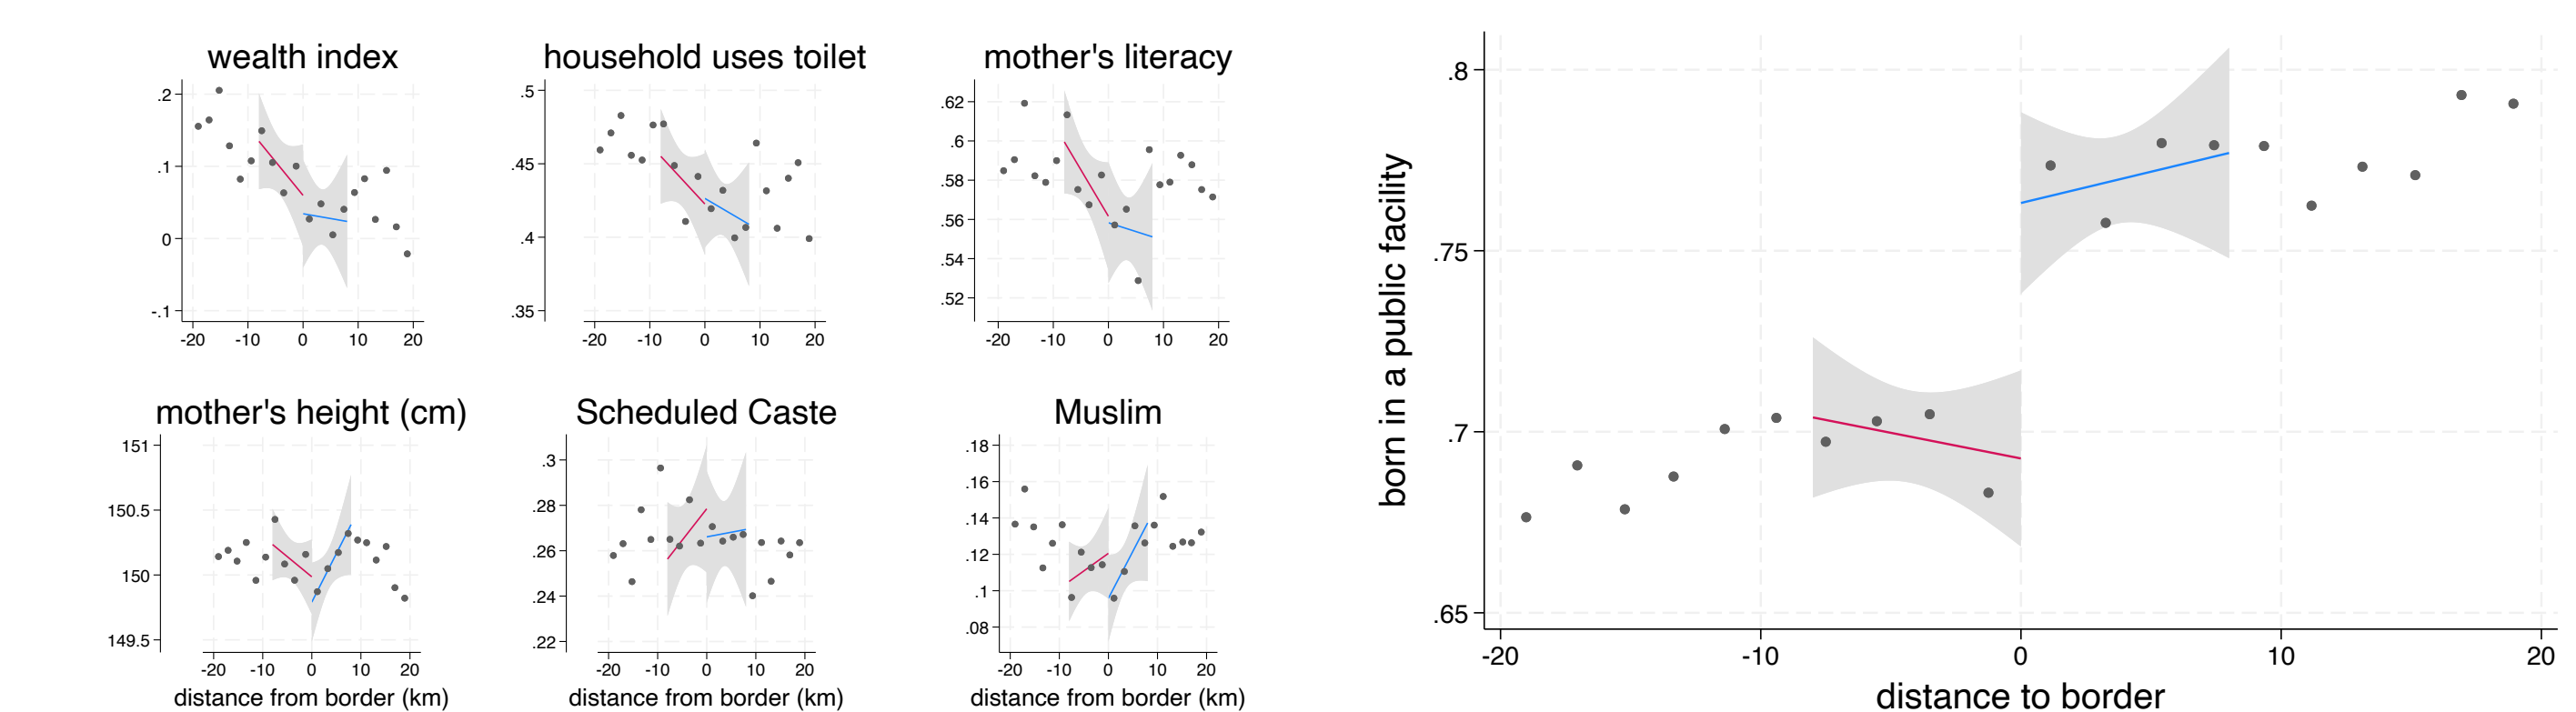 wealth index
.2
.1
0
-.1
-20 -10 0 10 20
household uses toilet
.5
.45
.4
.35
-20 -10 0 10 20
mother's literacy
.62
.6
.58
.56
.54
.52
-20 -10 0 10 20
mother's height (cm)
151
150.5
150
149.5
-20 -10 0 10 20
distance from border (km)
Scheduled Caste
.3
.28
.26
.24
.22
-20 -10 0 10 20
distance from border (km)
Muslim
.18
.16
.14
.12
.1
.08
-20 -10 0 10 20
distance from border (km)
born in a public facility
.8
.75
.7
.65
-20 -10 0 10 20
distance to border